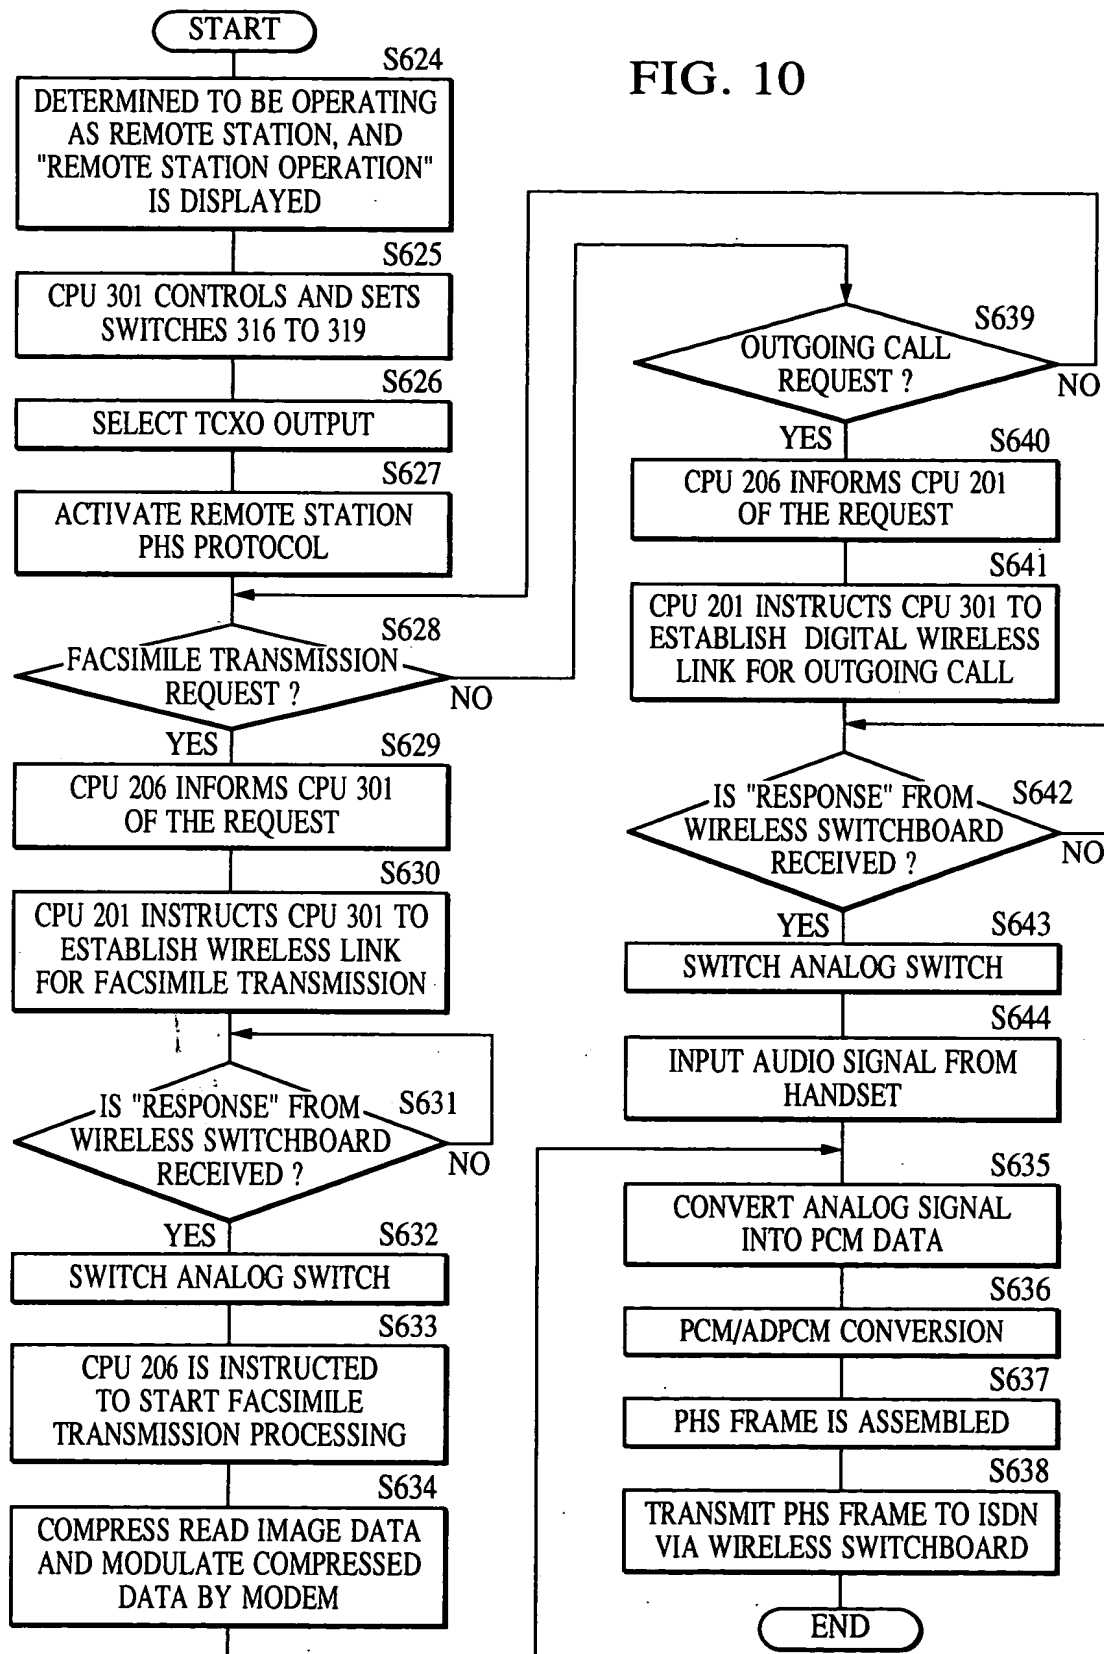 START
S624
DETERMINED TO BE OPERATING
AS REMOTE STATION, AND
"REMOTE STATION OPERATION"
IS DISPLAYED
S625
CPU 301 CONTROLS AND SETS
SWITCHES 316 TO 319
S626
SELECT TCXO OUTPUT
S627
ACTIVATE REMOTE STATION
PHS PROTOCOL
S628
FACSIMILE TRANSMISSION
REQUEST ?
NO
YES
S629
CPU 206 INFORMS CPU 301
OF THE REQUEST
S630
CPU 201 INSTRUCTS CPU 301 TO
ESTABLISH WIRELESS LINK
FOR FACSIMILE TRANSMISSION
S631
IS "RESPONSE" FROM
WIRELESS SWITCHBOARD
RECEIVED ?
NO
YES
S632
SWITCH ANALOG SWITCH
S633
CPU 206 IS INSTRUCTED
TO START FACSIMILE
TRANSMISSION PROCESSING
S634
COMPRESS READ IMAGE DATA
AND MODULATE COMPRESSED
DATA BY MODEM
FIG. 10
S639
OUTGOING CALL
REQUEST ?
NO
YES
S640
CPU 206 INFORMS CPU 201
OF THE REQUEST
S641
CPU 201 INSTRUCTS CPU 301 TO
ESTABLISH DIGITAL WIRELESS
LINK FOR OUTGOING CALL
S642
IS "RESPONSE" FROM
WIRELESS SWITCHBOARD
RECEIVED ?
NO
YES
S643
SWITCH ANALOG SWITCH
S644
INPUT AUDIO SIGNAL FROM
HANDSET
S635
CONVERT ANALOG SIGNAL
INTO PCM DATA
S636
PCM/ADPCM CONVERSION
S637
PHS FRAME IS ASSEMBLED
S638
TRANSMIT PHS FRAME TO ISDN
VIA WIRELESS SWITCHBOARD
END